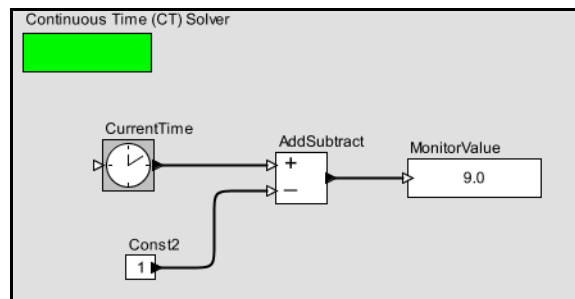 Continuous Time (CT) Solver
CurrentTime
AddSubtract
MonitorValue
+
9.0
−
Const2
1